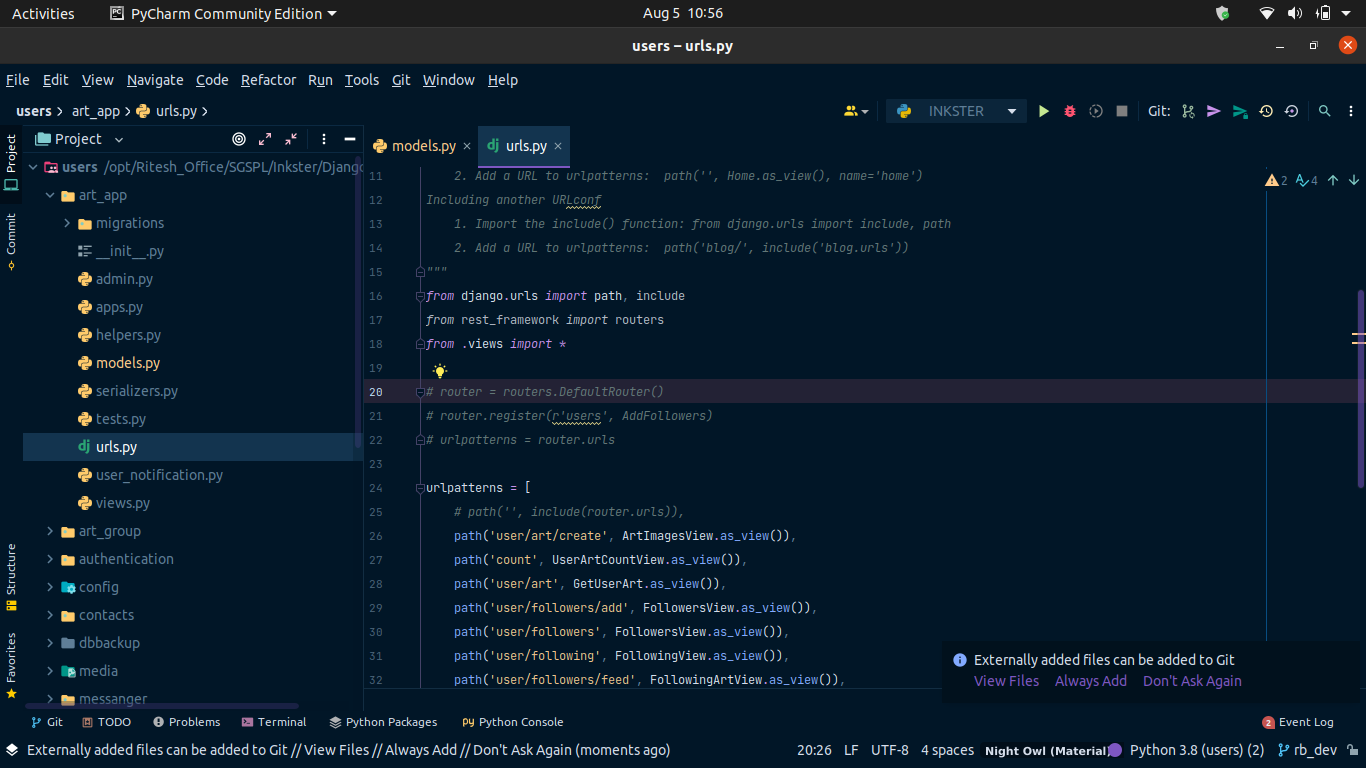 Activities PyCharm Community Edition Aug 5 10:56
users – urls.py
File Edit View Navigate Code Refactor Run Tools Git Window Help
users art_app urls.py INKSTER Git:
Project
Commit
Structure
Favorites
Project
users /opt/Ritesh_Office/SGSPL/Inkster/Django
art_app
migrations
__init__.py
admin.py
apps.py
helpers.py
models.py
serializers.py
tests.py
urls.py
user_notification.py
views.py
art_group
authentication
config
contacts
dbbackup
media
messanger
models.py urls.py
2 4
11 2. Add a URL to urlpatterns:  path('', Home.as_view(), name='home')
12 Including another URLconf
13 1. Import the include() function: from django.urls import include, path
14 2. Add a URL to urlpatterns:  path('blog/', include('blog.urls'))
15 """
16 from django.urls import path, include
17 from rest_framework import routers
18 from .views import *
19
20 # router = routers.DefaultRouter()
21 # router.register(r'users', AddFollowers)
22 # urlpatterns = router.urls
23
24 urlpatterns = [
25 # path('', include(router.urls)),
26 path('user/art/create', ArtImagesView.as_view()),
27 path('count', UserArtCountView.as_view()),
28 path('user/art', GetUserArt.as_view()),
29 path('user/followers/add', FollowersView.as_view()),
30 path('user/followers', FollowersView.as_view()),
31 path('user/following', FollowingView.as_view()),
32 path('user/followers/feed', FollowingArtView.as_view()),
Externally added files can be added to Git
View Files Always Add Don't Ask Again
Git TODO Problems Terminal Python Packages Python Console 2 Event Log
Externally added files can be added to Git // View Files // Always Add // Don't Ask Again (moments ago) 20:26 LF UTF-8 4 spaces Night Owl (Material) Python 3.8 (users) (2) rb_dev